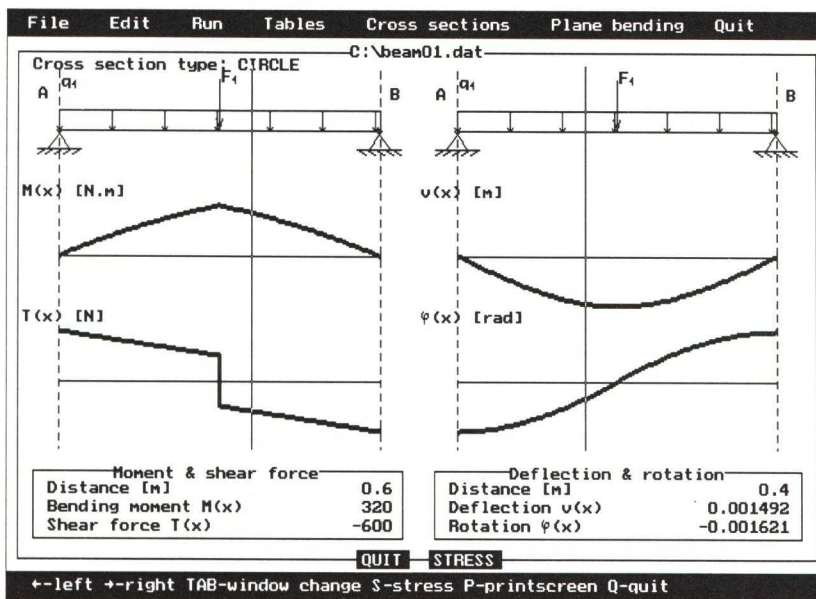 File Edit Run Tables Cross sections Plane bending Quit
C:\beam01.dat
Cross section type: CIRCLE
A q1 F1 B
A F1 B
M(x) [N.m]
υ(x) [m]
T(x) [N]
φ(x) [rad]
Moment & shear force
Distance [m] 0.6
Bending moment M(x) 320
Shear force T(x) -600
Deflection & rotation
Distance [m] 0.4
Deflection υ(x) 0.001492
Rotation φ(x) -0.001621
QUIT STRESS
←-left →-right TAB-window change S-stress P-printscreen Q-quit